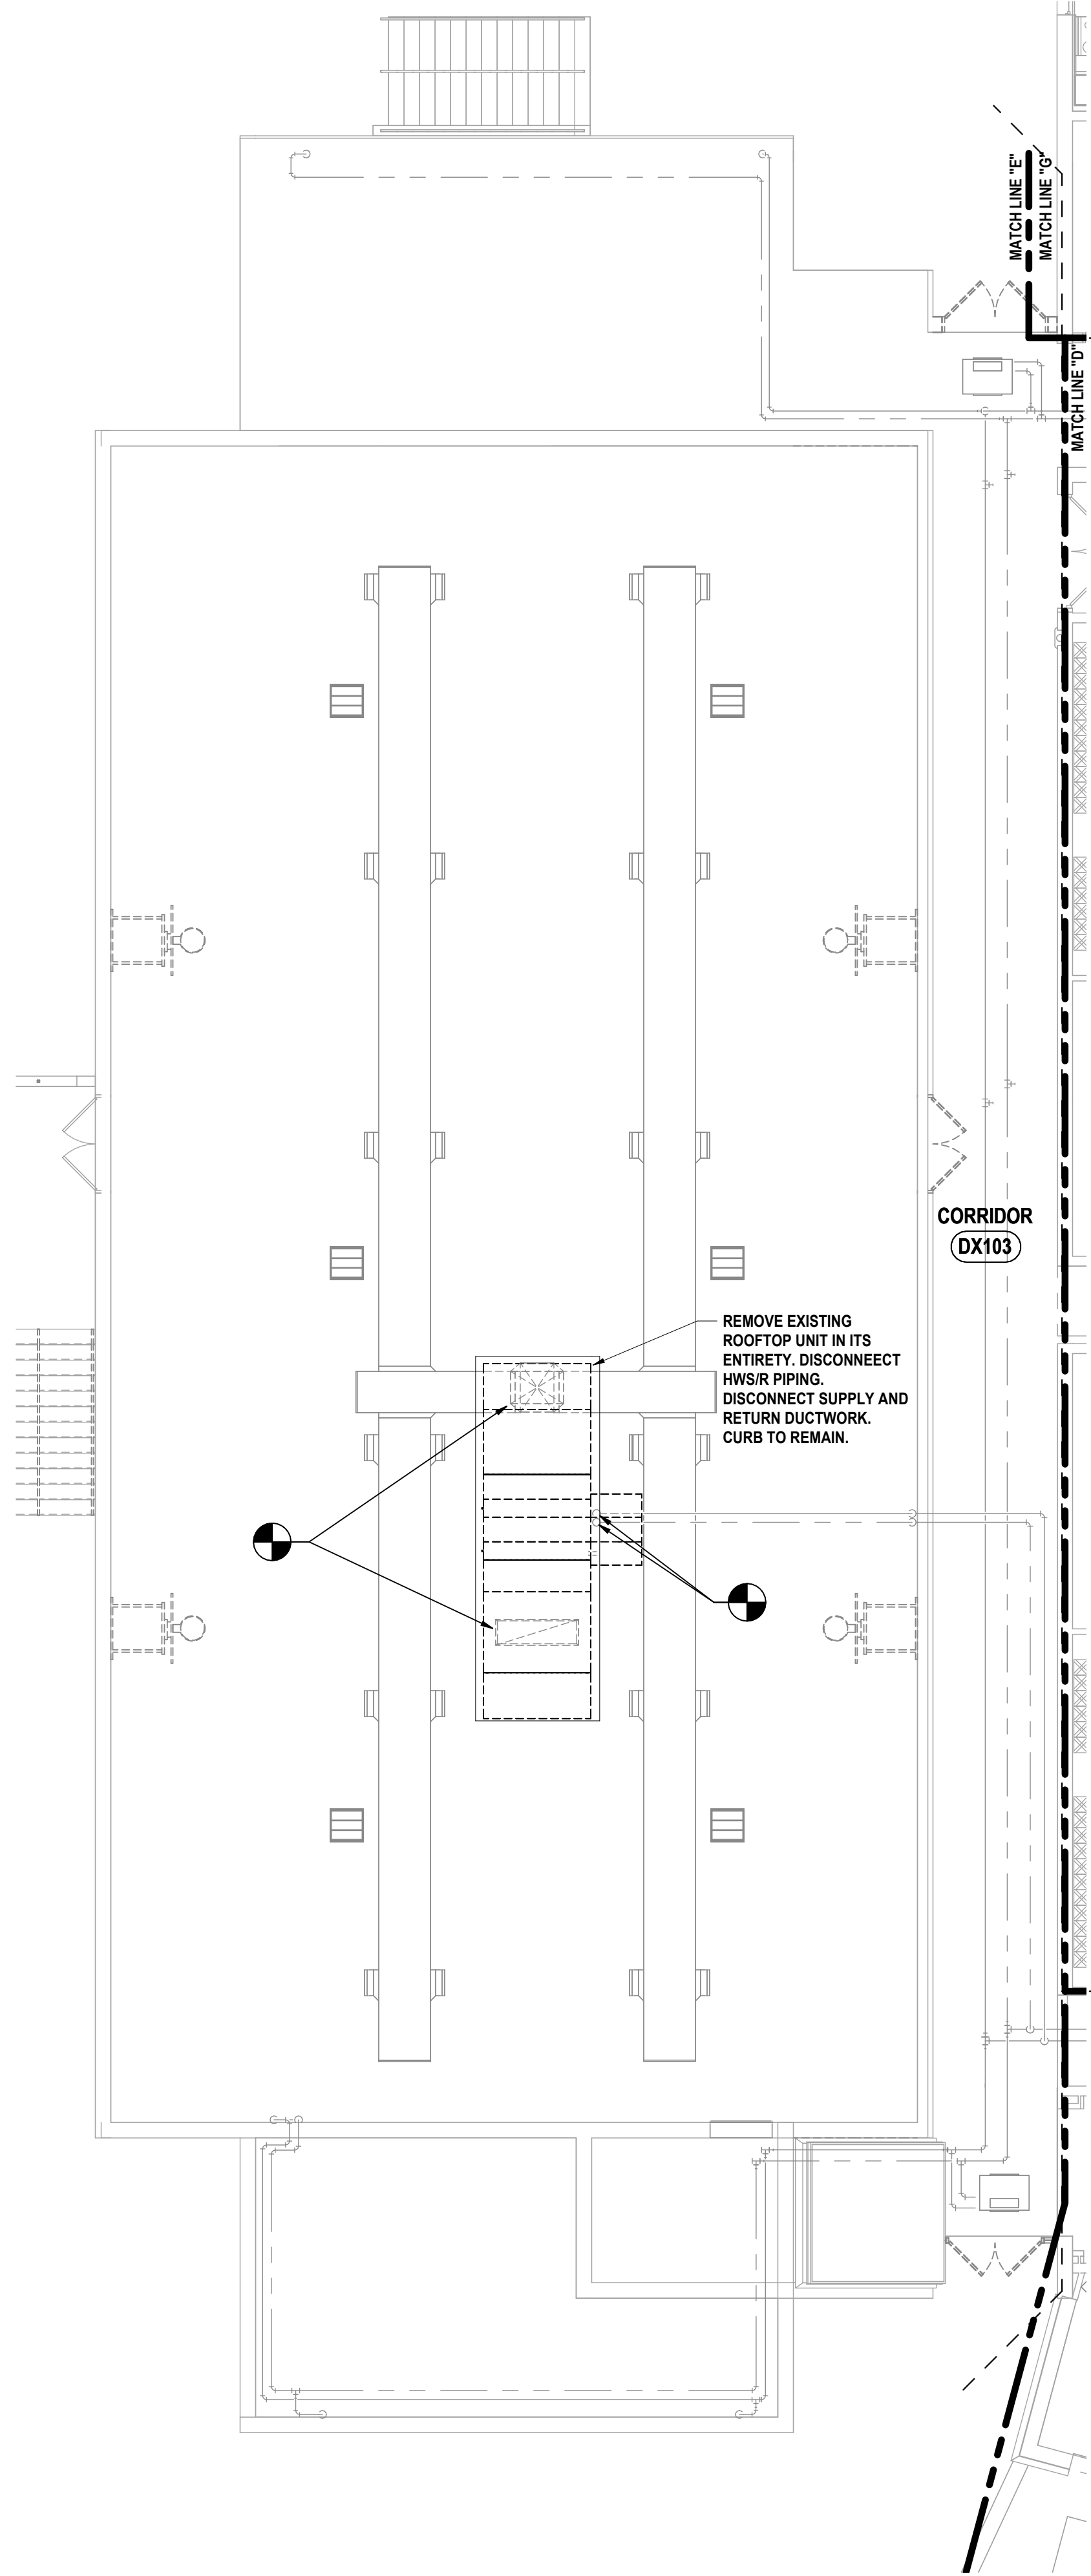 MATCH LINE "E"
MATCH LINE "G"
MATCH LINE "D"
CORRIDOR
DX103
REMOVE EXISTING
ROOFTOP UNIT IN ITS
ENTIRETY. DISCONNEECT
HWS/R PIPING.
DISCONNECT SUPPLY AND
RETURN DUCTWORK.
CURB TO REMAIN.